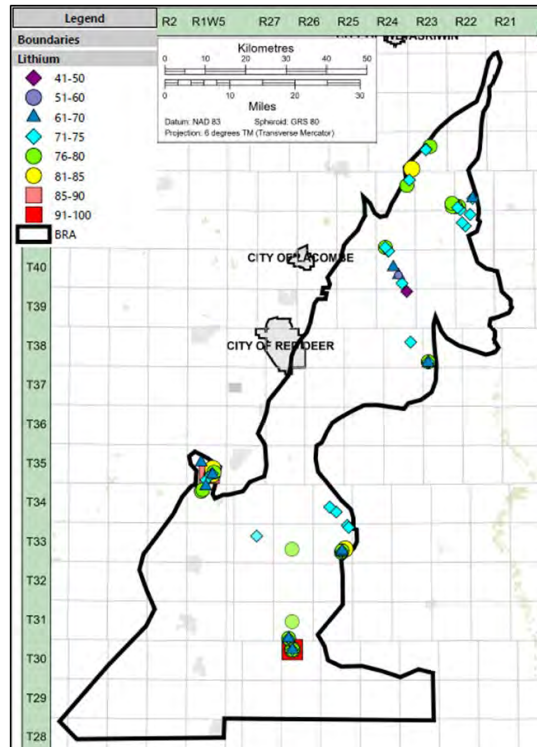 Legend
R2 R1W5 R27 R26 R25 R24 R23 R22 R21
Boundaries
Lithium
41-50
51-60
61-70
71-75
76-80
81-85
85-90
91-100
BRA
Kilometres
0 10 20 30 40 50
0 10 20 30
Miles
Datum: NAD 83 Spheroid: GRS 80
Projection: 6 degrees TM (Transverse Mercator)
T40
CITY OF LACOMBE
T39
T38
CITY OF RED DEER
T37
T36
T35
T34
T33
T32
T31
T30
T29
T28